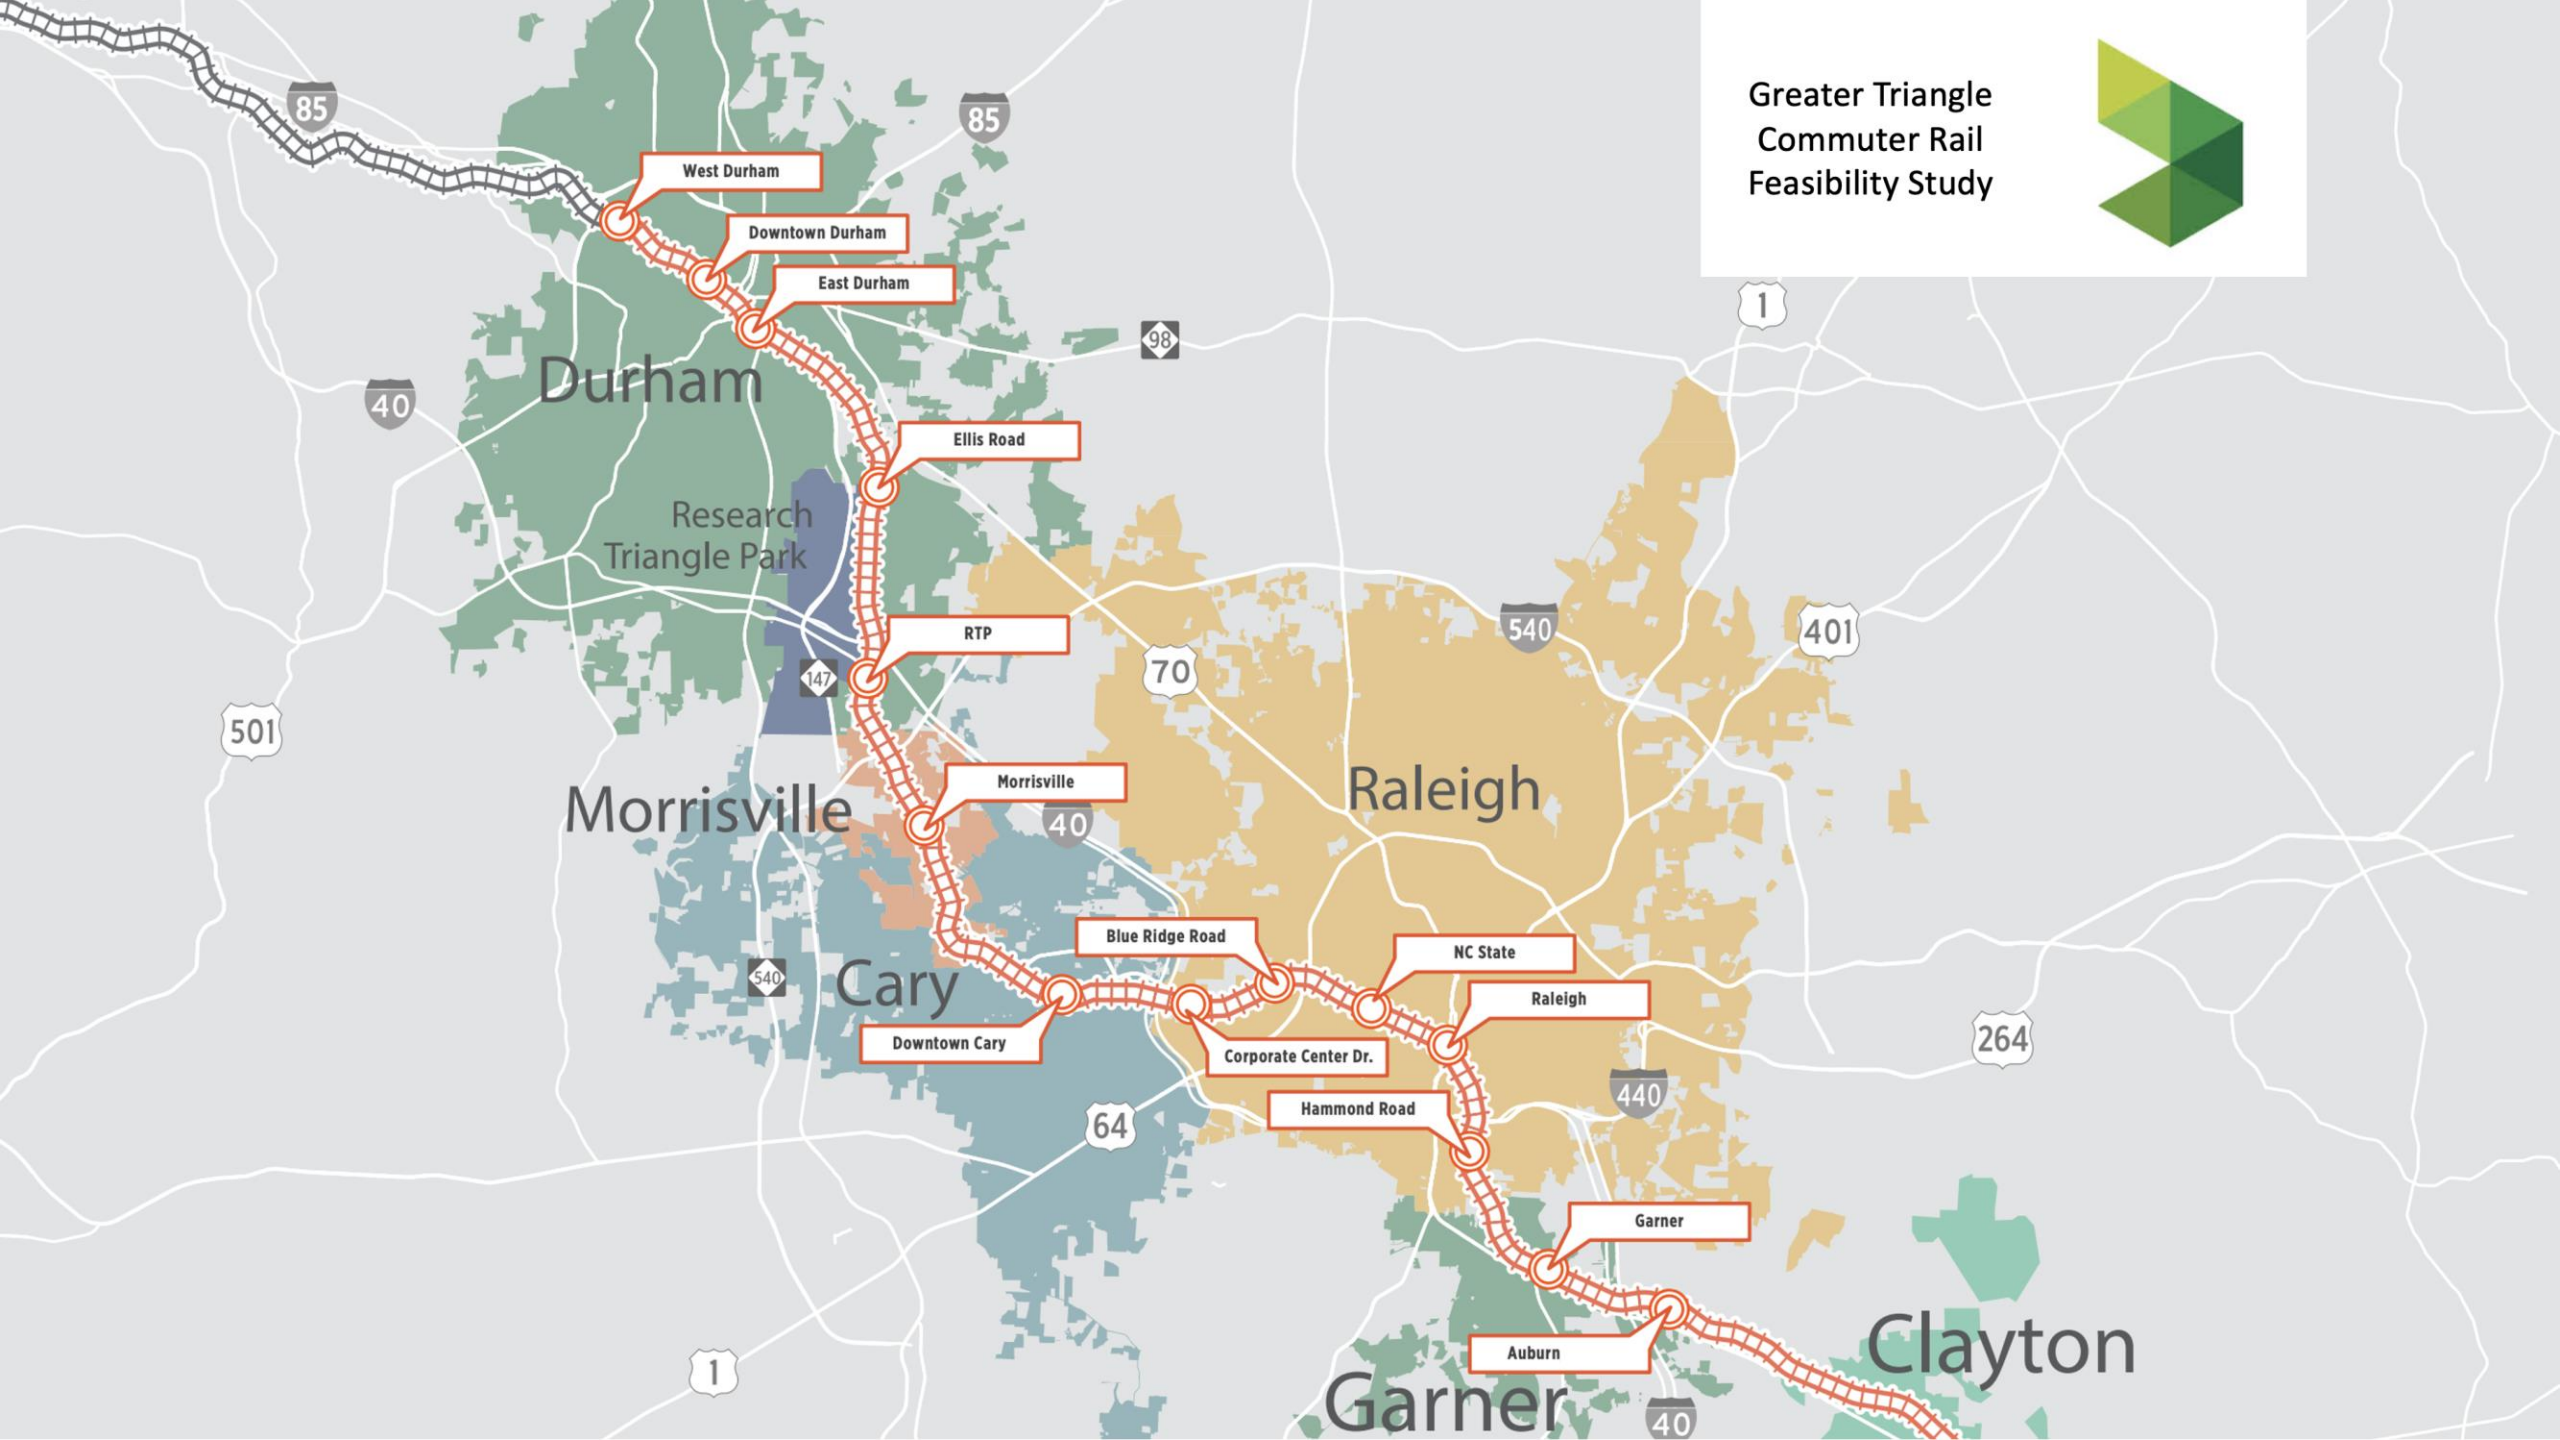 Greater Triangle
Commuter Rail
Feasibility Study
85
85
West Durham
Downtown Durham
East Durham
1
98
Durham
40
Ellis Road
Research
Triangle Park
RTP
540
401
70
147
501
Morrisville
Raleigh
Morrisville
40
Blue Ridge Road
NC State
540
Cary
Raleigh
Downtown Cary
Corporate Center Dr.
264
440
Hammond Road
64
Garner
Auburn
Clayton
1
Garner
40